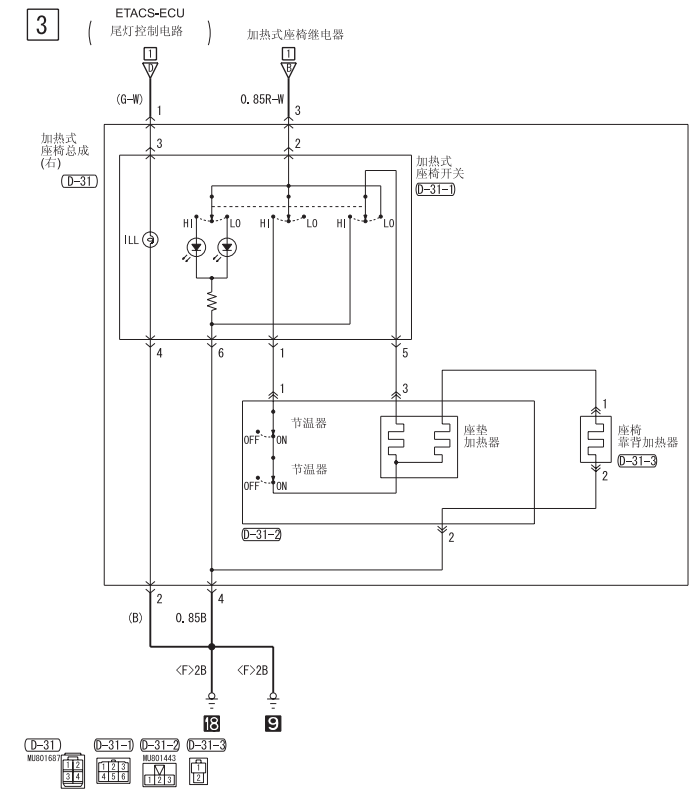 3
ETACS-ECU
( 尾灯控制电路 )
加热式座椅继电器
1
1
D
B
(G-W)
0. 85R-W
1
3
加热式
座椅总成
(右)
D-31
3
2
加热式
座椅开关
D-31-1
HI
LO
HI
LO
HI
LO
ILL
4
6
1
5
1
3
1
节温器
OFF
ON
座垫
加热器
座椅
靠背加热器
D-31-3
节温器
OFF
ON
2
D-31-2
2
2
4
(B)
0. 85B
<F>2B
<F>2B
18
9
D-31
D-31-1
D-31-2
D-31-3
MU801687
MU801443
1 2
3 4
1 2 3
4 5 6
1 2 3
1
2